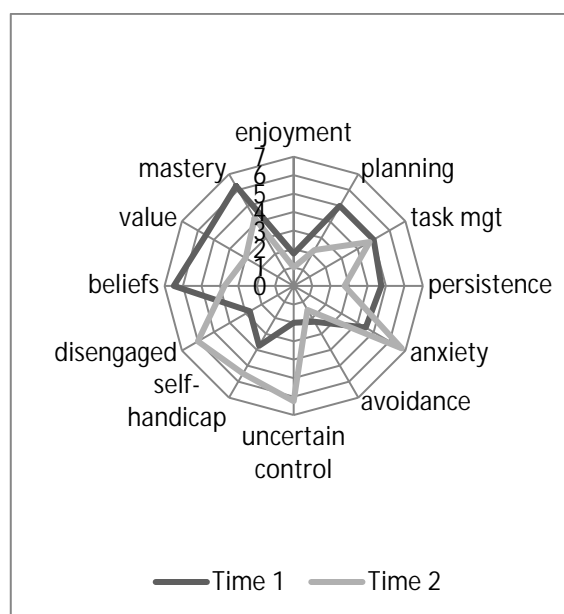 enjoyment
planning
task mgt
persistence
anxiety
avoidance
uncertain
control
self-
handicap
disengaged
beliefs
value
mastery
7
6
5
4
3
2
1
0
Time 1
Time 2